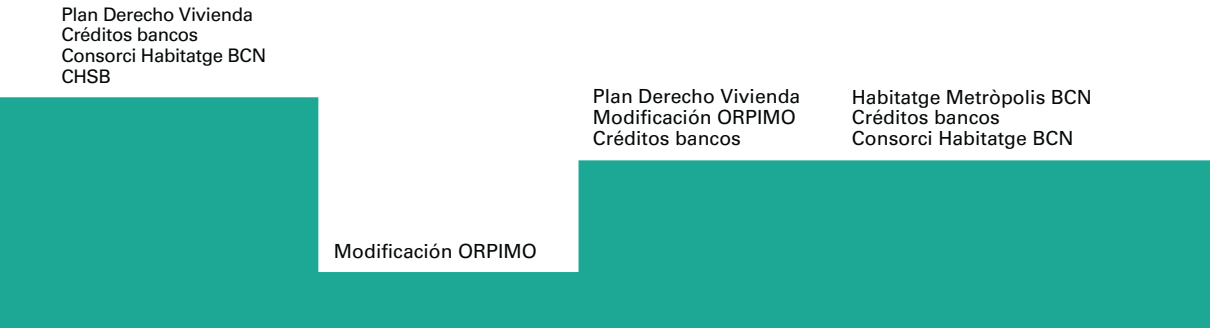 Plan Derecho Vivienda
Créditos bancos
Consorci Habitatge BCN
CHSB
Modificación ORPIMO
Plan Derecho Vivienda
Modificación ORPIMO
Créditos bancos
Habitatge Metròpolis BCN
Créditos bancos
Consorci Habitatge BCN